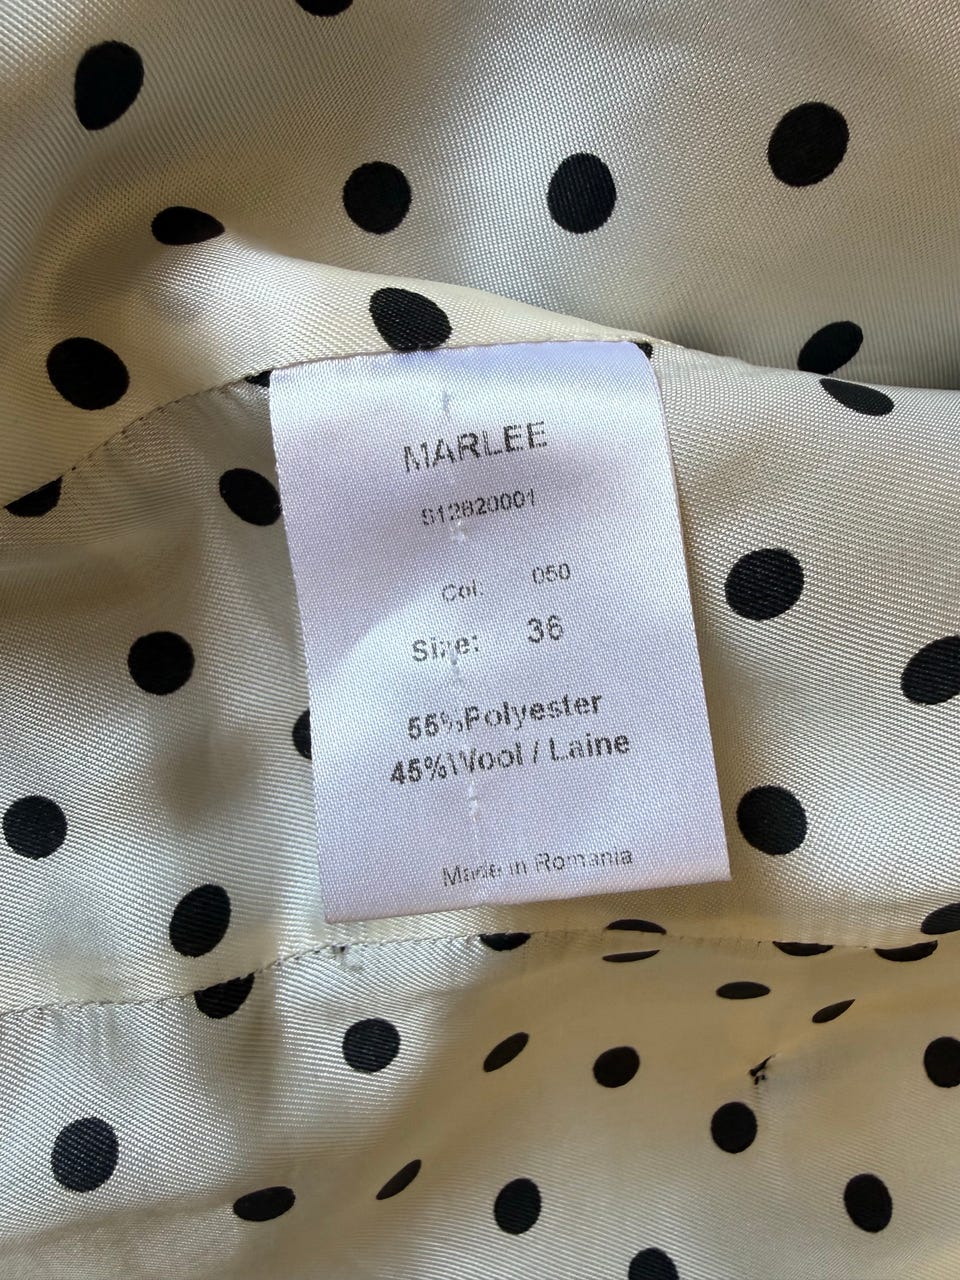 MARLEE
S12820001
Col: 050
Size: 36
55%Polyester
45%Wool / Laine
Made in Romania